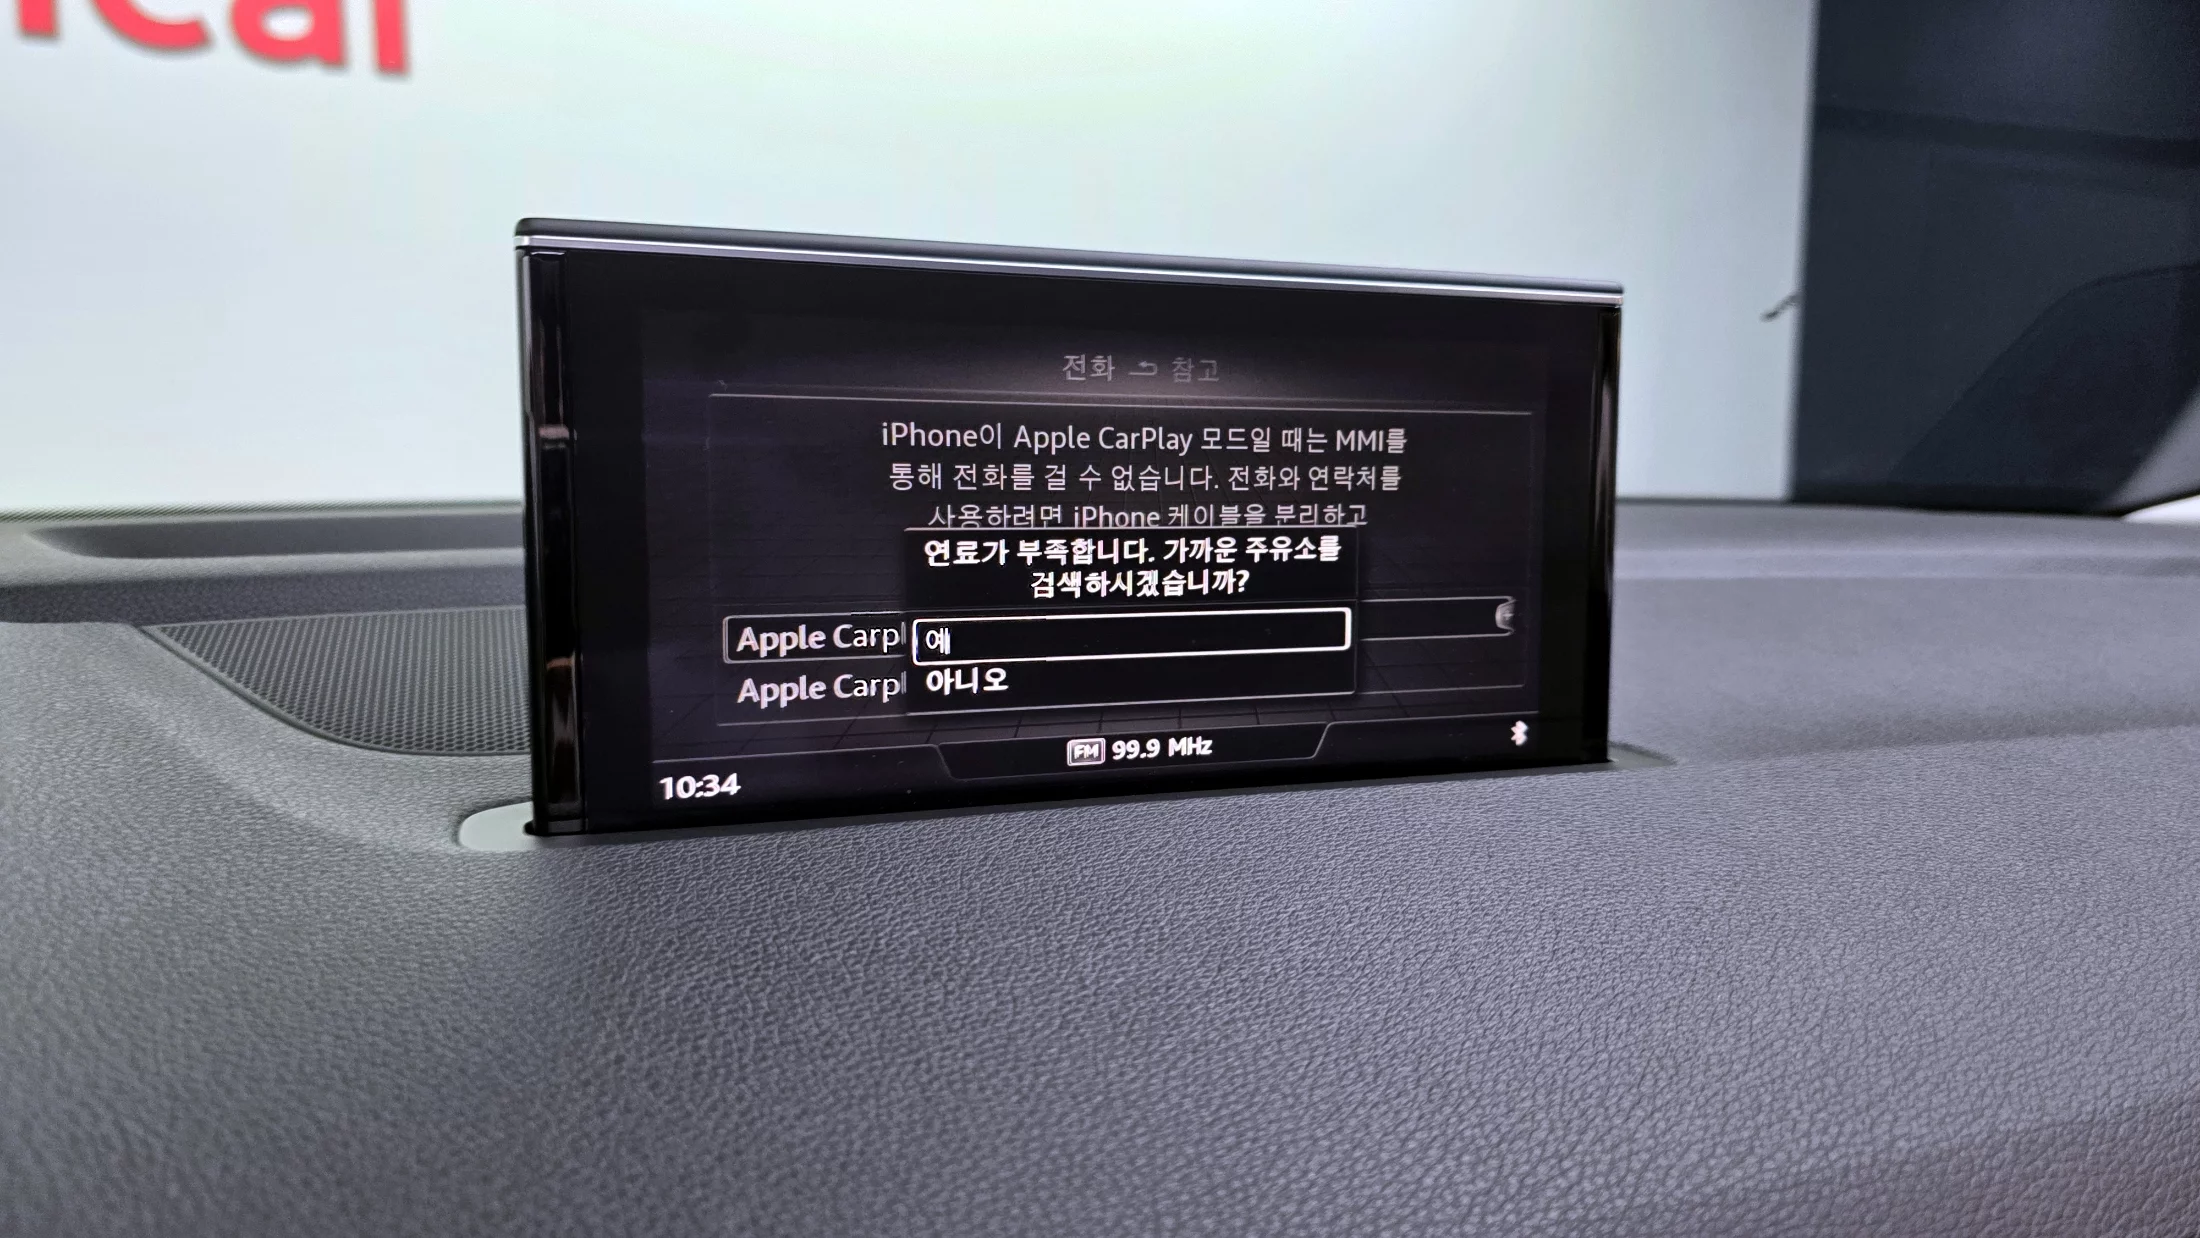 전화 참고
iPhone이 Apple CarPlay 모드일 때는 MMI를
통해 전화를 걸 수 없습니다. 전화와 연락처를
사용하려면 iPhone 케이블을 분리하고
연료가 부족합니다. 가까운 주유소를
검색하시겠습니까?
Apple Carpl
예
Apple Carpl
아니오
FM 99.9 MHz
10:34